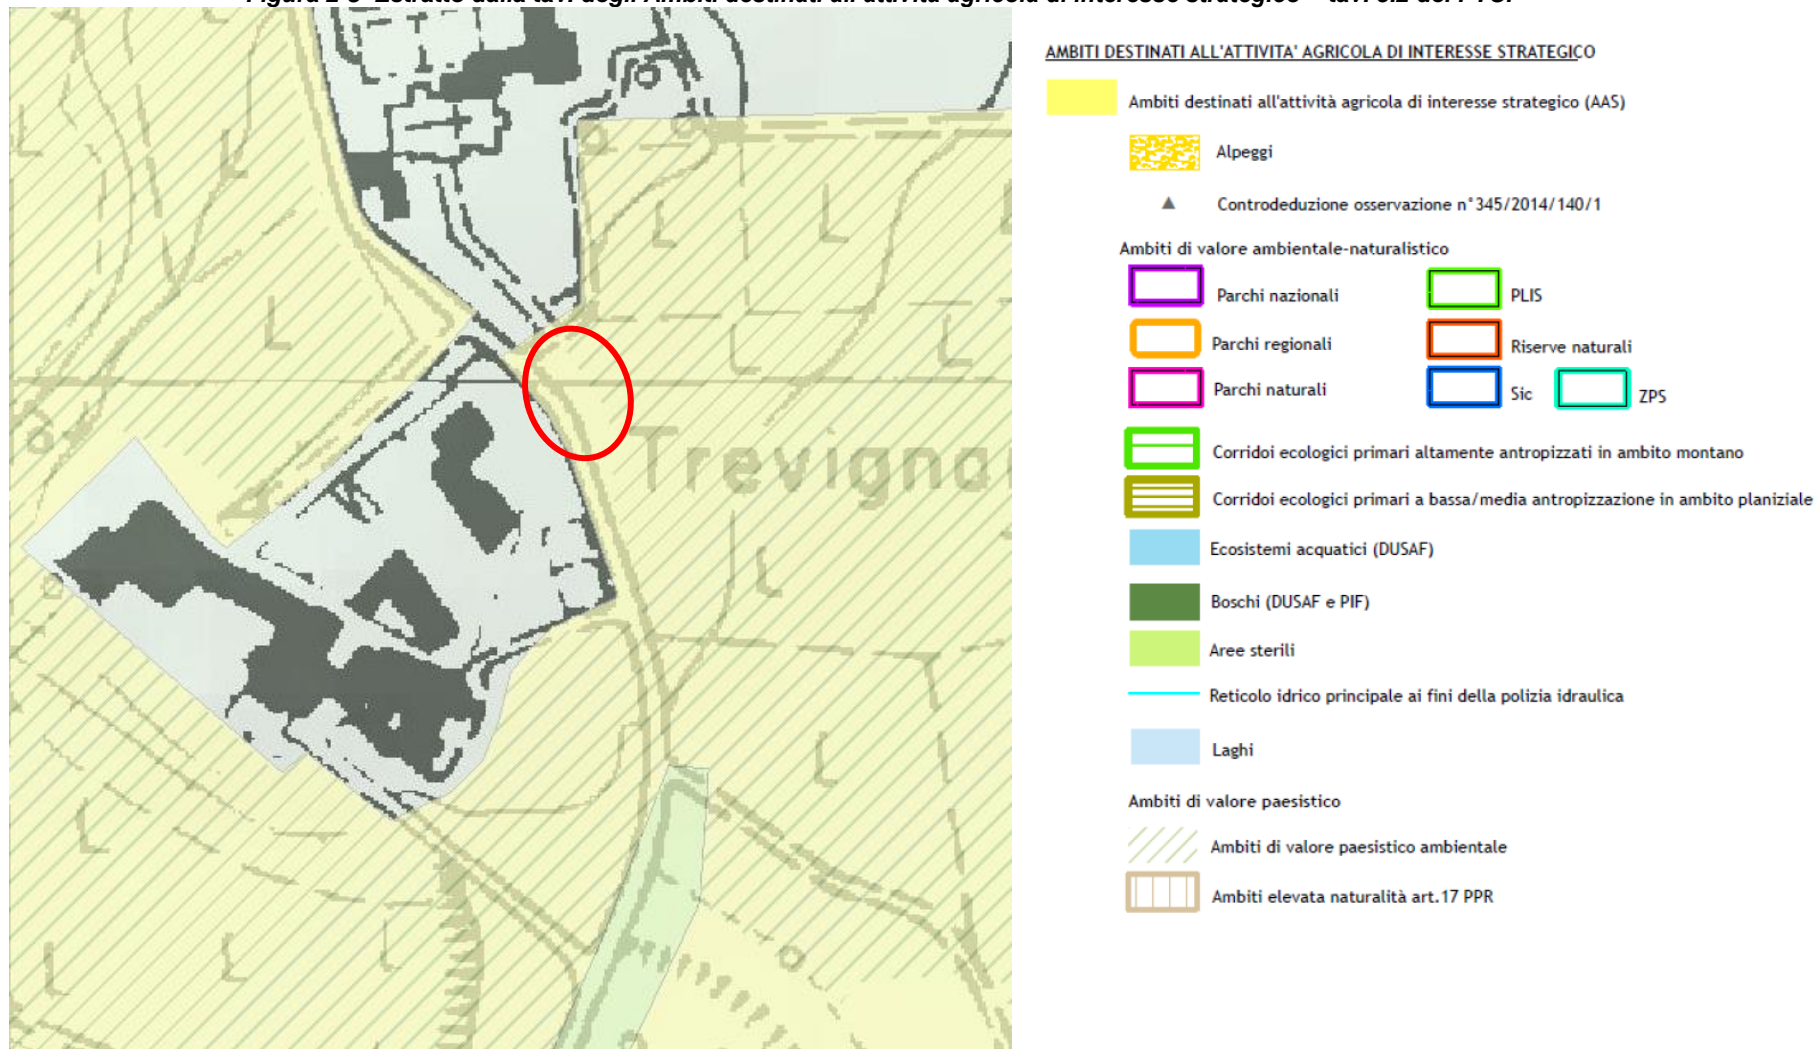 AMBITI DESTINATI ALL'ATTIVITA' AGRICOLA DI INTERESSE STRATEGICO
Ambiti destinati all'attività agricola di interesse strategico (AAS)
Alpeggi
Controdeduzione osservazione n°345/2014/140/1
Ambiti di valore ambientale-naturalistico
Parchi nazionali
PLIS
Parchi regionali
Riserve naturali
Parchi naturali
Sic
ZPS
Corridoi ecologici primari altamente antropizzati in ambito montano
Corridoi ecologici primari a bassa/media antropizzazione in ambito planiziale
Ecosistemi acquatici (DUSAF)
Boschi (DUSAF e PIF)
Aree sterili
Reticolo idrico principale ai fini della polizia idraulica
Laghi
Ambiti di valore paesistico
Ambiti di valore paesistico ambientale
Ambiti elevata naturalità art.17 PPR
Trevigna